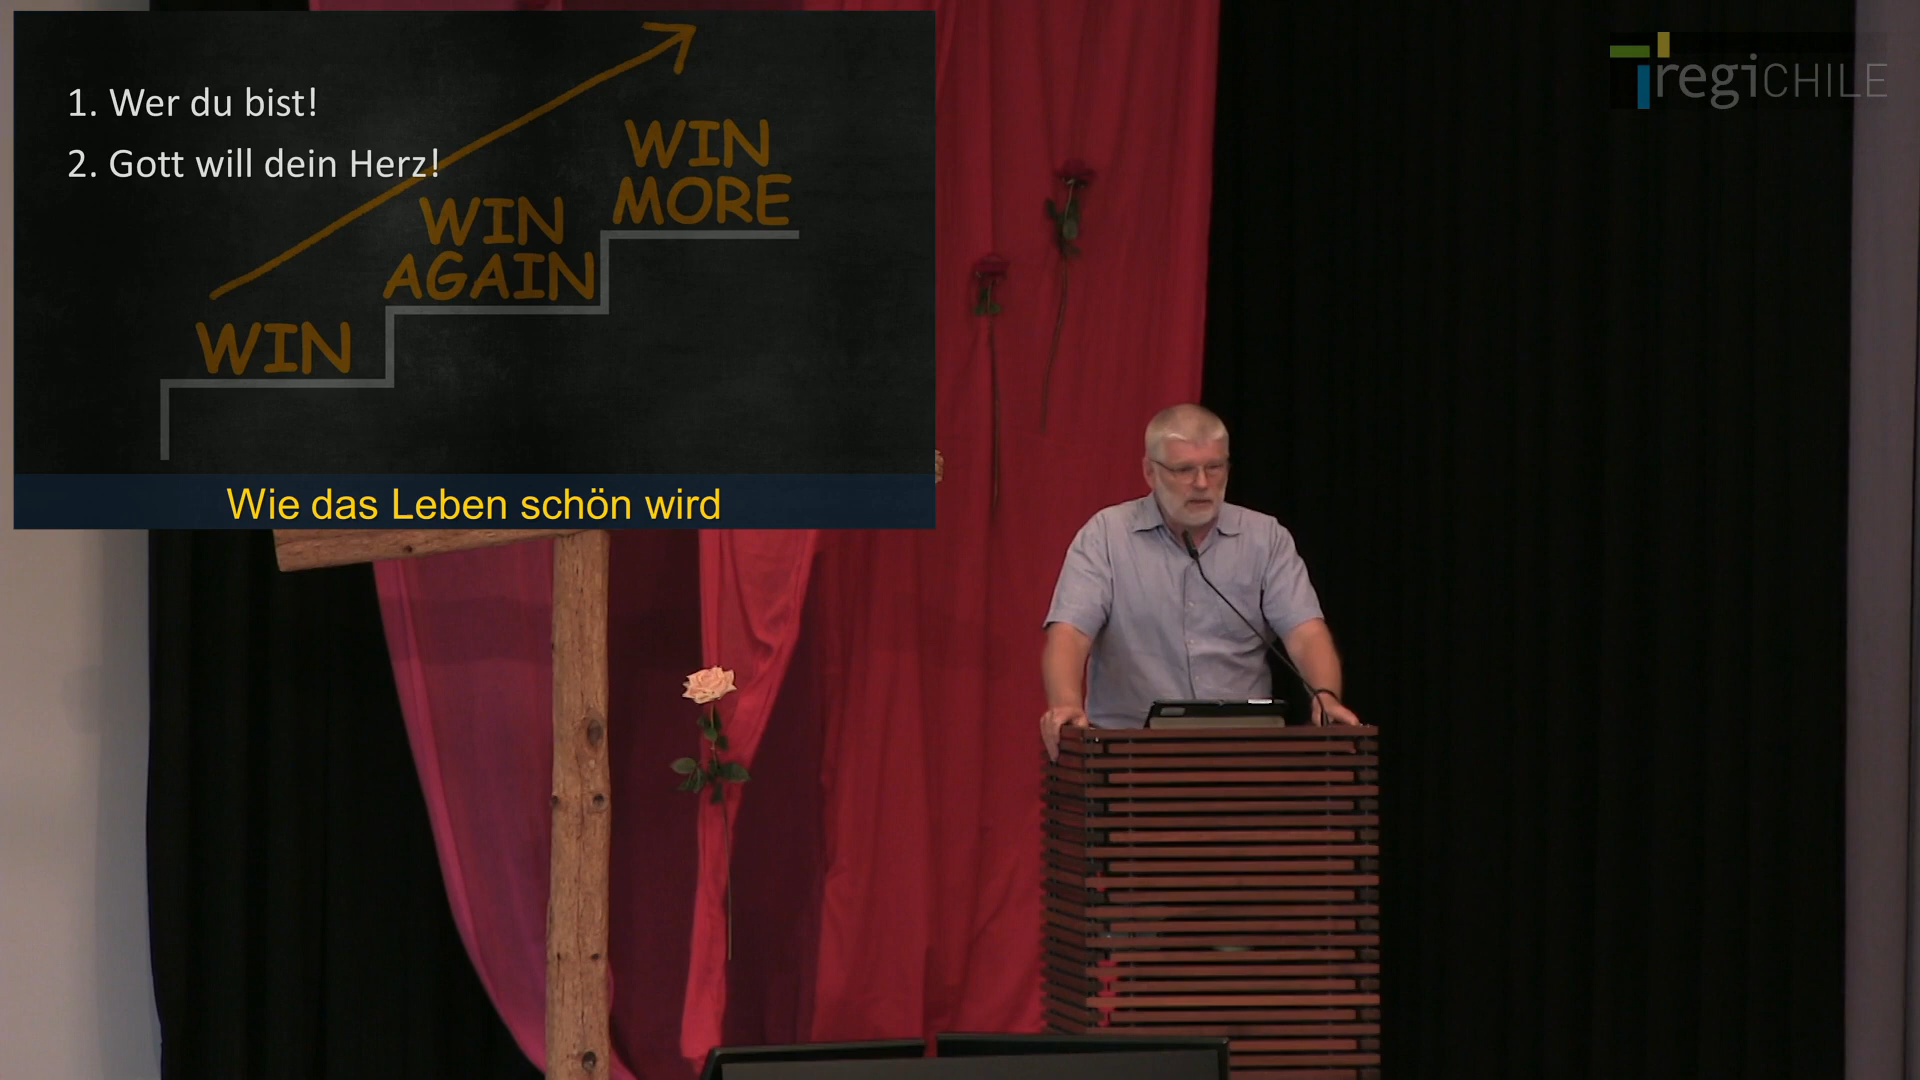 1. Wer du bist!
2. Gott will dein Herz!
WIN
MORE
WIN
AGAIN
WIN
Wie das Leben schön wird
regiCHILE